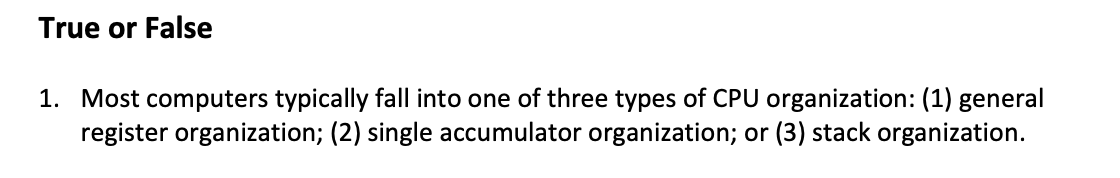 True or False
1. Most computers typically fall into one of three types of CPU organization: (1) general
register organization; (2) single accumulator organization; or (3) stack organization.